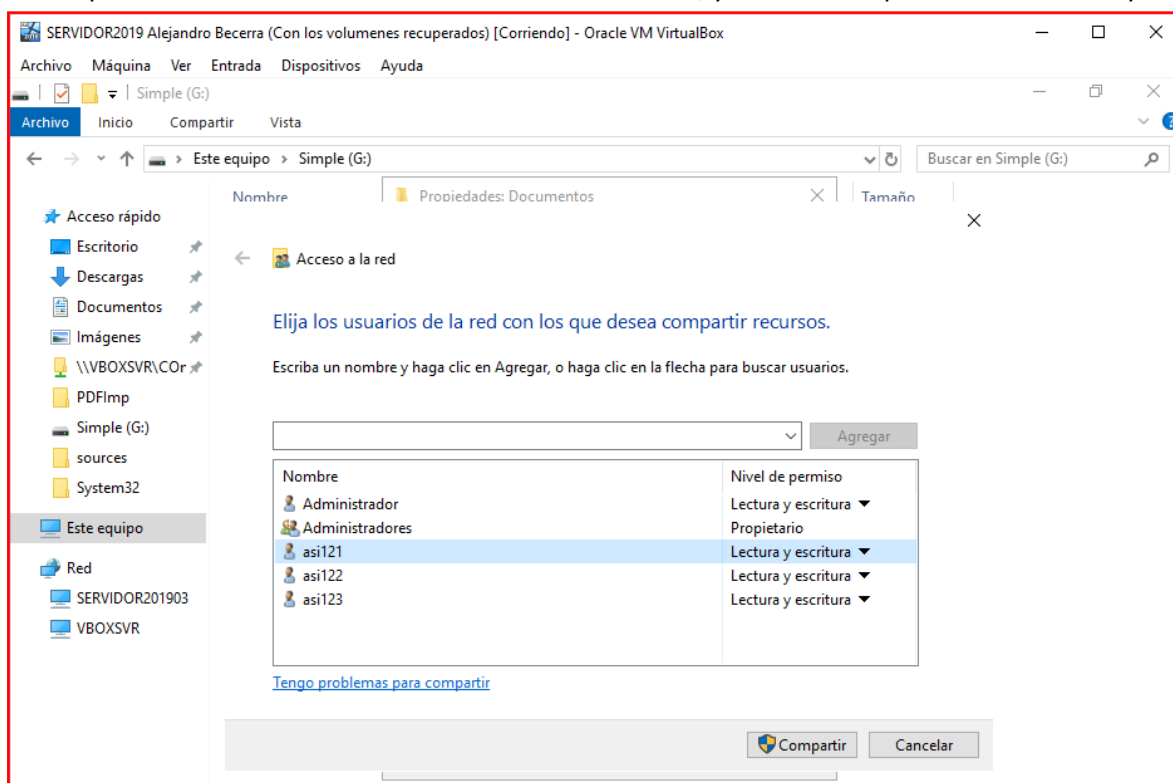 SERVIDOR2019 Alejandro Becerra (Con los volumenes recuperados) [Corriendo] - Oracle VM VirtualBox
Archivo Máquina Ver Entrada Dispositivos Ayuda
Simple (G:)
Archivo Inicio Compartir Vista
Este equipo > Simple (G:) Buscar en Simple (G:)
Nombre Propiedades: Documentos Tamaño
Acceso rápido
Escritorio
Descargas
Documentos
Imágenes
\\VBOXSVR\COr
PDFImp
Simple (G:)
sources
System32
Este equipo
Red
SERVIDOR201903
VBOXSVR
Acceso a la red
Elija los usuarios de la red con los que desea compartir recursos.
Escriba un nombre y haga clic en Agregar, o haga clic en la flecha para buscar usuarios.
Agregar
Nombre Nivel de permiso
Administrador Lectura y escritura
Administradores Propietario
asi121 Lectura y escritura
asi122 Lectura y escritura
asi123 Lectura y escritura
Tengo problemas para compartir
Compartir Cancelar